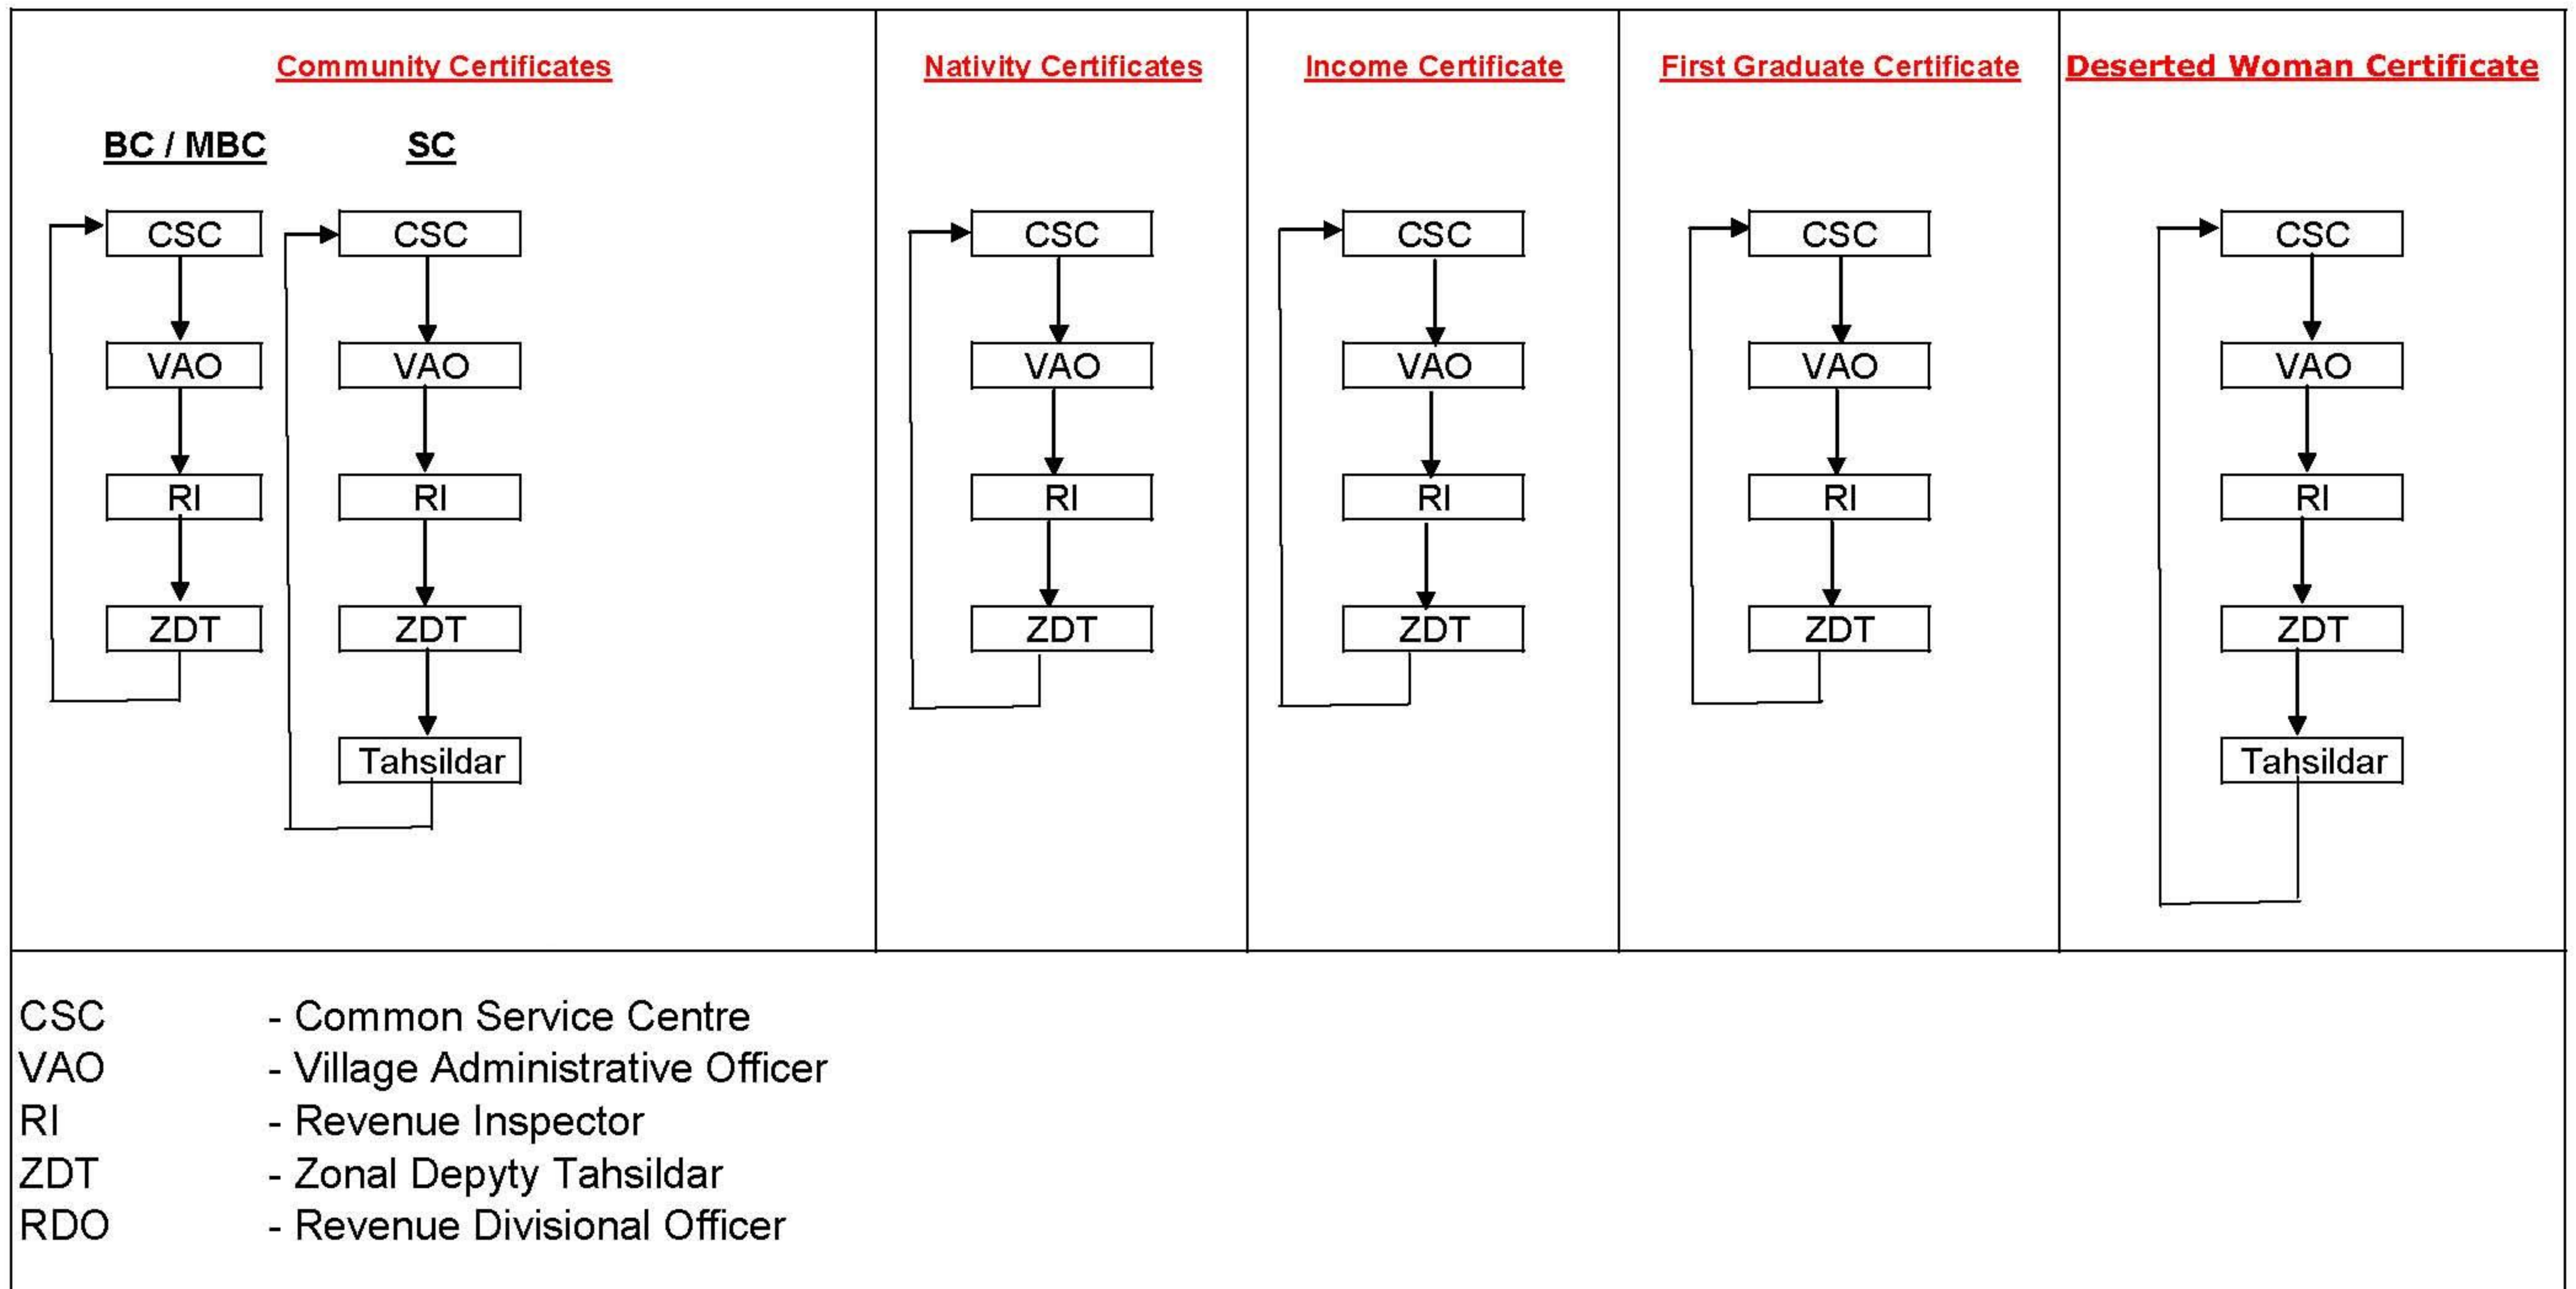 Community Certificates
BC / MBC
SC
CSC
VAO
RI
ZDT
CSC
VAO
RI
ZDT
Tahsildar
Nativity Certificates
CSC
VAO
RI
ZDT
Income Certificate
CSC
VAO
RI
ZDT
First Graduate Certificate
CSC
VAO
RI
ZDT
Deserted Woman Certificate
CSC
VAO
RI
ZDT
Tahsildar
CSC - Common Service Centre
VAO - Village Administrative Officer
RI - Revenue Inspector
ZDT - Zonal Depyty Tahsildar
RDO - Revenue Divisional Officer